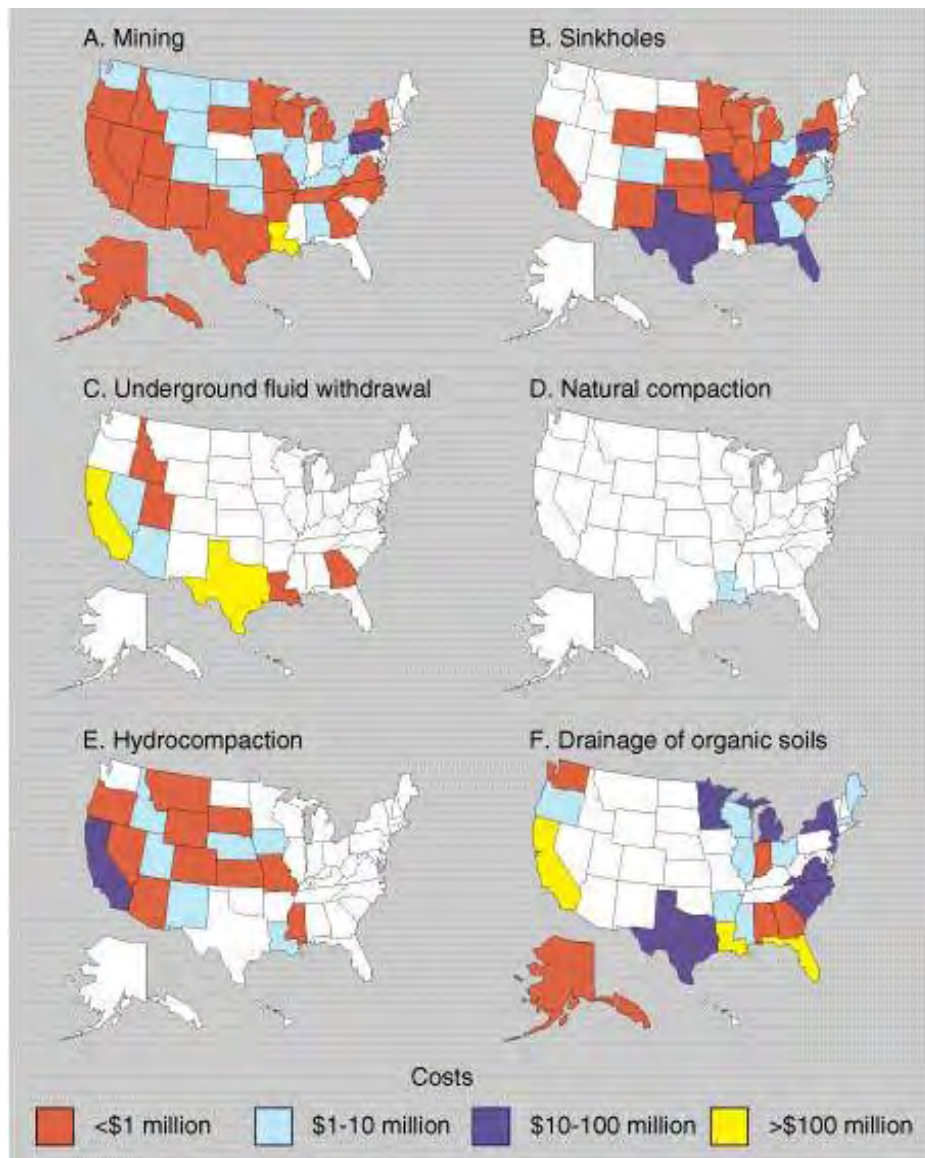 A. Mining
B. Sinkholes
C. Underground fluid withdrawal
D. Natural compaction
E. Hydrocompaction
F. Drainage of organic soils
Costs
<$1 million
$1-10 million
$10-100 million
>$100 million